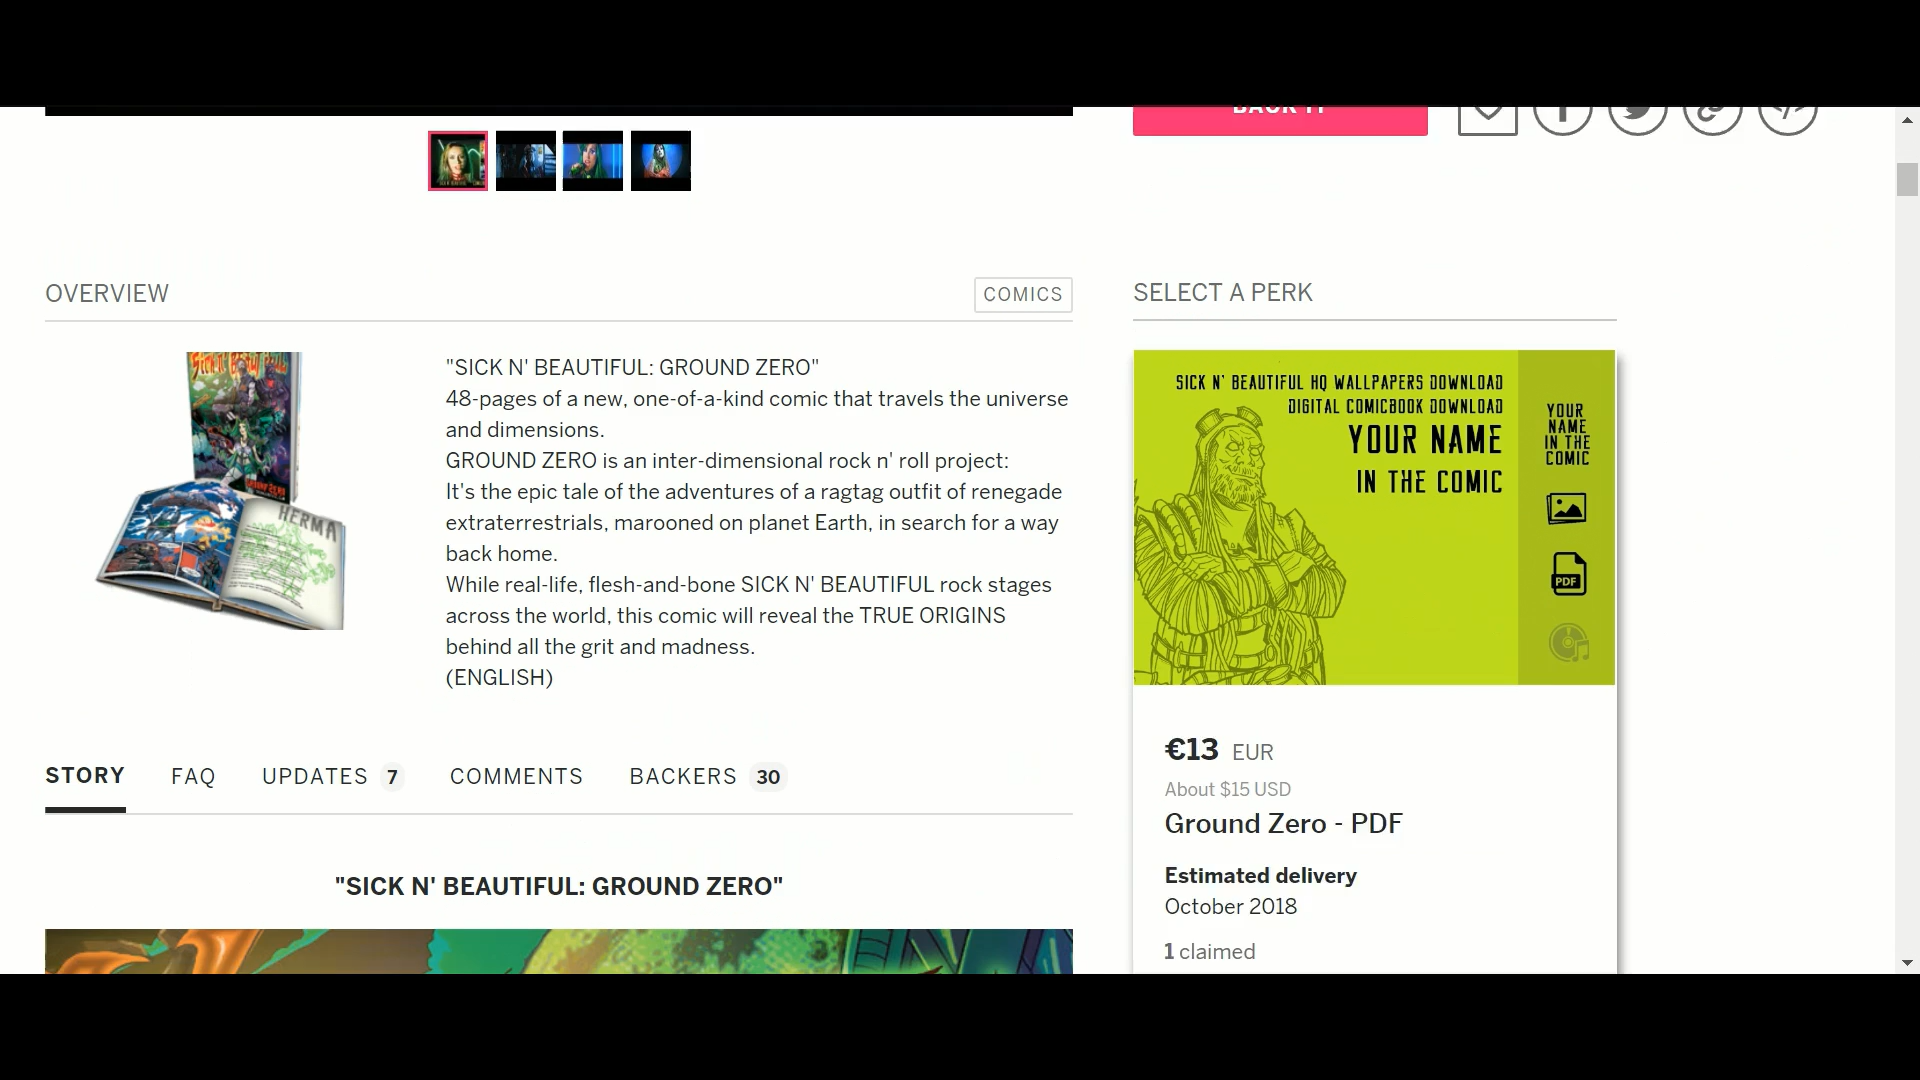 BACK IT
OVERVIEW
COMICS
"SICK N' BEAUTIFUL: GROUND ZERO"
48-pages of a new, one-of-a-kind comic that travels the universe
and dimensions.
GROUND ZERO is an inter-dimensional rock n' roll project:
It's the epic tale of the adventures of a ragtag outfit of renegade
extraterrestrials, marooned on planet Earth, in search for a way
back home.
While real-life, flesh-and-bone SICK N' BEAUTIFUL rock stages
across the world, this comic will reveal the TRUE ORIGINS
behind all the grit and madness.
(ENGLISH)
HERMA
STORY FAQ UPDATES 7 COMMENTS BACKERS 30
"SICK N' BEAUTIFUL: GROUND ZERO"
SELECT A PERK
SICK N' BEAUTIFUL HQ WALLPAPERS DOWNLOAD
DIGITAL COMICBOOK DOWNLOAD
YOUR NAME
IN THE COMIC
YOUR
NAME
IN THE
COMIC
PDF
€13 EUR
About $15 USD
Ground Zero - PDF
Estimated delivery
October 2018
1 claimed